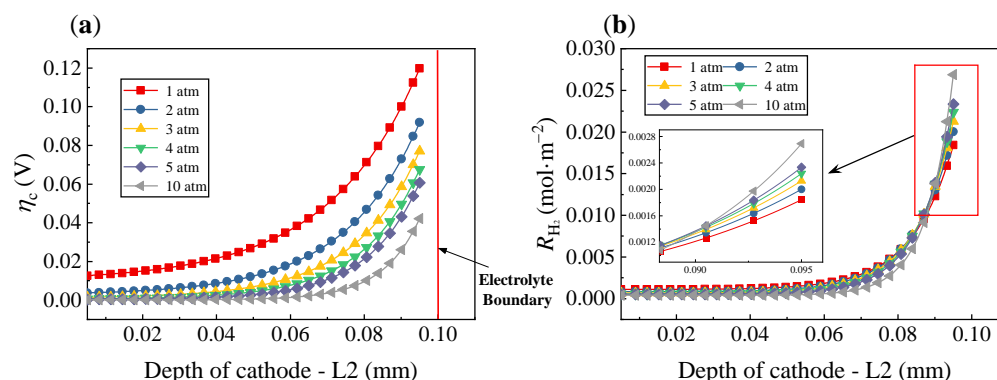 (a)
0.12
0.10
0.08
0.06
0.04
0.02
0.00
η_c (V)
1 atm
2 atm
3 atm
4 atm
5 atm
10 atm
0.02 0.04 0.06 0.08 0.10
Depth of cathode - L2 (mm)
Electrolyte
Boundary
(b)
0.030
0.025
0.020
0.015
0.010
0.005
0.000
R_H₂ (mol·m⁻²)
1 atm 2 atm
3 atm 4 atm
5 atm 10 atm
0.0028
0.0024
0.0020
0.0016
0.0012
0.090 0.095
0.02 0.04 0.06 0.08 0.10
Depth of cathode - L2 (mm)